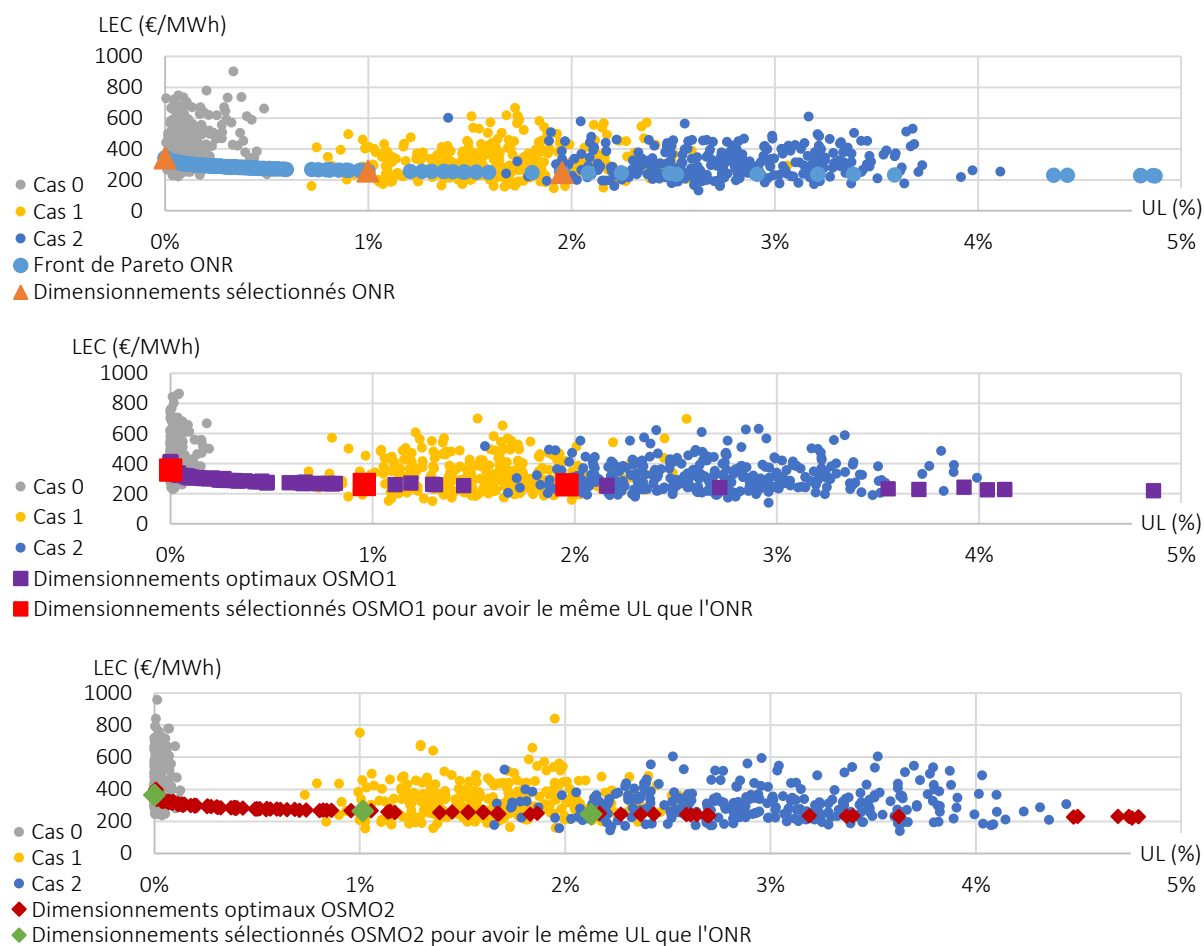 LEC (€/MWh)
1000
800
600
400
200
0
0% 1% 2% 3% 4% 5%
UL (%)
Cas 0
Cas 1
Cas 2
Front de Pareto ONR
Dimensionnements sélectionnés ONR
LEC (€/MWh)
1000
800
600
400
200
0
0% 1% 2% 3% 4% 5%
UL (%)
Cas 0
Cas 1
Cas 2
Dimensionnements optimaux OSMO1
Dimensionnements sélectionnés OSMO1 pour avoir le même UL que l'ONR
LEC (€/MWh)
1000
800
600
400
200
0
0% 1% 2% 3% 4% 5%
UL (%)
Cas 0
Cas 1
Cas 2
Dimensionnements optimaux OSMO2
Dimensionnements sélectionnés OSMO2 pour avoir le même UL que l'ONR